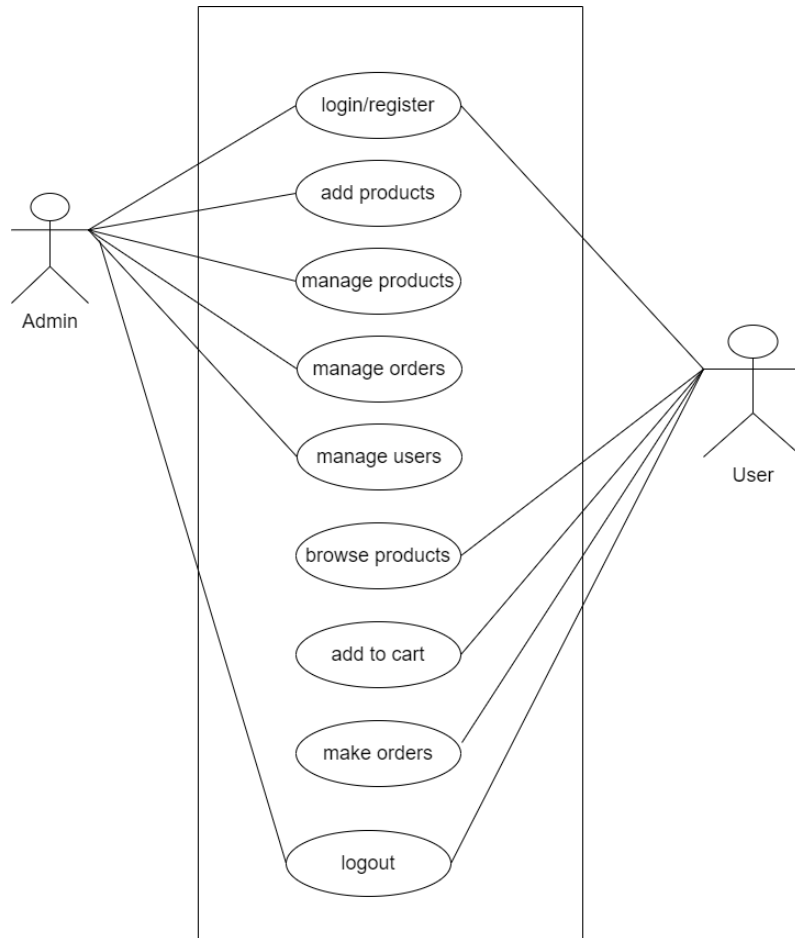 login/register
add products
manage products
Admin
manage orders
manage users
User
browse products
add to cart
make orders
logout